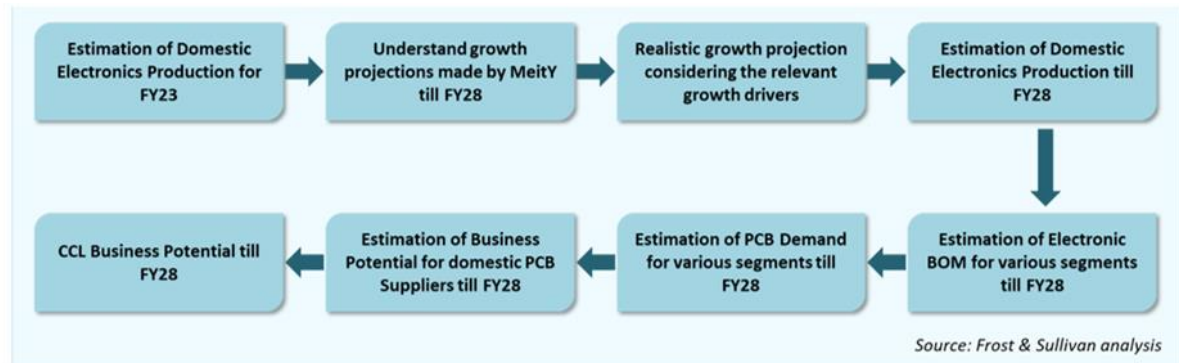 Estimation of Domestic
Electronics Production for
FY23
Understand growth
projections made by MeitY
till FY28
Realistic growth projection
considering the relevant
growth drivers
Estimation of Domestic
Electronics Production till
FY28
Estimation of Electronic
BOM for various segments
till FY28
Estimation of PCB Demand
for various segments till
FY28
Estimation of Business
Potential for domestic PCB
Suppliers till FY28
CCL Business Potential till
FY28
Source: Frost & Sullivan analysis